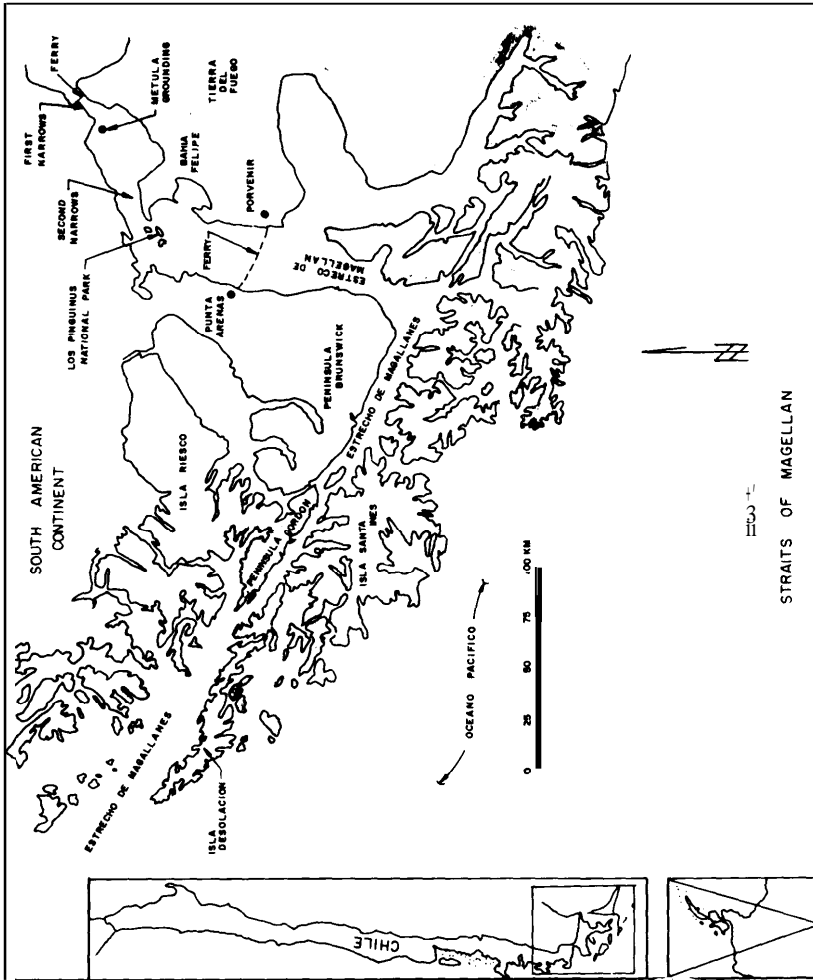 SOUTH AMERICAN
CONTINENT
FIRST
NARROWS
FERRY
METULA
GROUNDING
SECOND
NARROWS
LOS PINGUINUS
NATIONAL PARK
BAHIA
FELIPE
TIERRA
DEL
FUEGO
PORVENIR
FERRY
PUNTA
ARENAS
ESTRECO DE
MAGELLAN
ISLA RIESCO
PENINSULA
BRUNSWICK
ESTRECHO DE MAGALLANES
PENINSULA CORDON
ISLA SANTA
INES
ESTRECHO DE MAGALLANES
ISLA
DESOLACION
OCEANO PACIFICO
0 25 50 75 100 KM
N
STRAITS OF MAGELLAN
CHILE